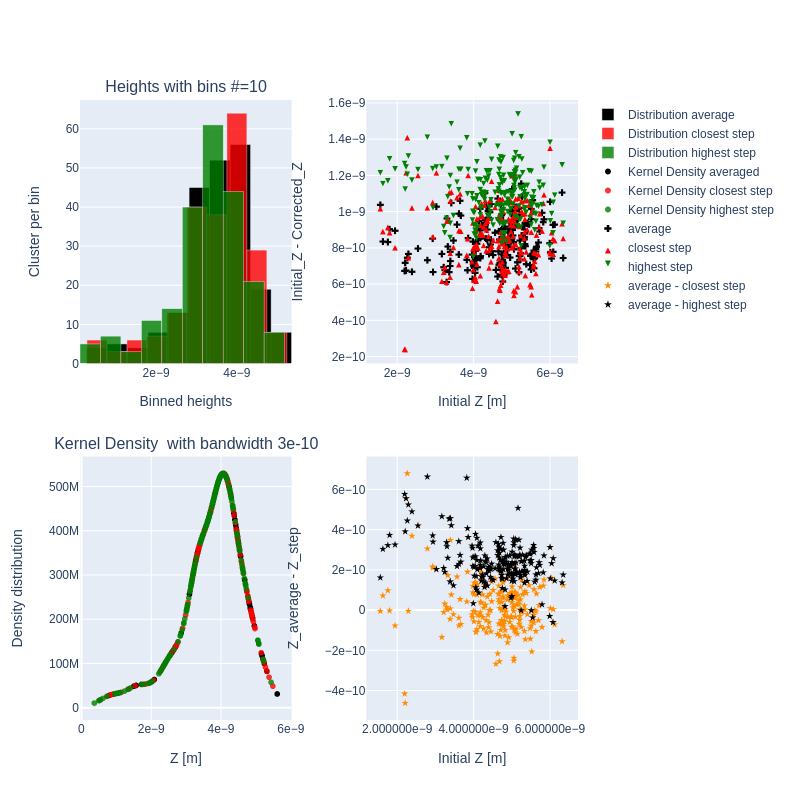 Heights with bins #=10
Cluster per bin
60
50
40
30
20
10
0
2e−9
4e−9
Binned heights
Initial_Z - Corrected_Z
1.6e−9
1.4e−9
1.2e−9
1e−9
8e−10
6e−10
4e−10
2e−10
2e−9
4e−9
6e−9
Initial Z [m]
Distribution average
Distribution closest step
Distribution highest step
Kernel Density averaged
Kernel Density closest step
Kernel Density highest step
average
closest step
highest step
average - closest step
average - highest step
Kernel Density  with bandwidth 3e-10
Density distribution
500M
400M
300M
200M
100M
0
0
2e−9
4e−9
6e−9
Z [m]
Z_average - Z_step
6e−10
4e−10
2e−10
0
−2e−10
−4e−10
2.000000e−9
4.000000e−9
6.000000e−9
Initial Z [m]